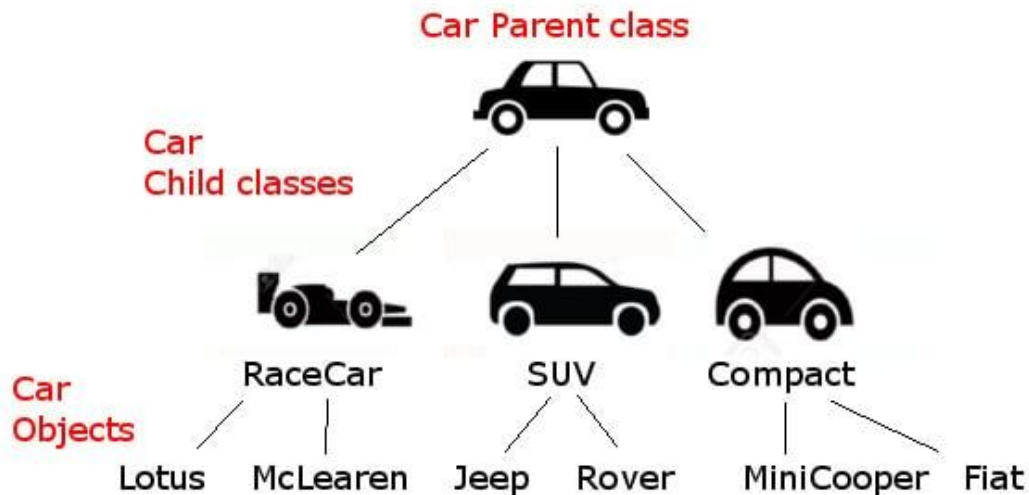 Car Parent class
Car
Child classes
RaceCar SUV Compact
Car
Objects
Lotus McLearen Jeep Rover MiniCooper Fiat